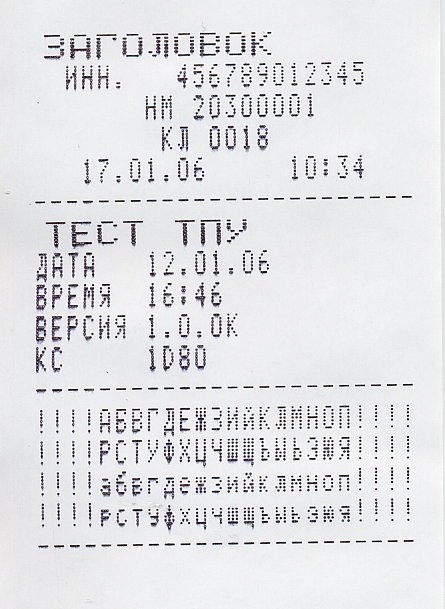 ЗАГОЛОВОК
ИНН. 456789012345
НМ 20300001
КЛ 0018
17.01.06 10:34
ТЕСТ ТПУ
ДАТА 12.01.06
ВРЕМЯ 16:46
ВЕРСИЯ 1.0.0К
КС 1D80
!!!!АБВГДЕЖЗИЙКЛМНОП!!!!
!!!!РСТУФХЦЧШЩЪЫЬЭЮЯ!!!!
!!!!абвгдежзийклмноп!!!!
!!!!рстуфхцчшщъыьэюя!!!!